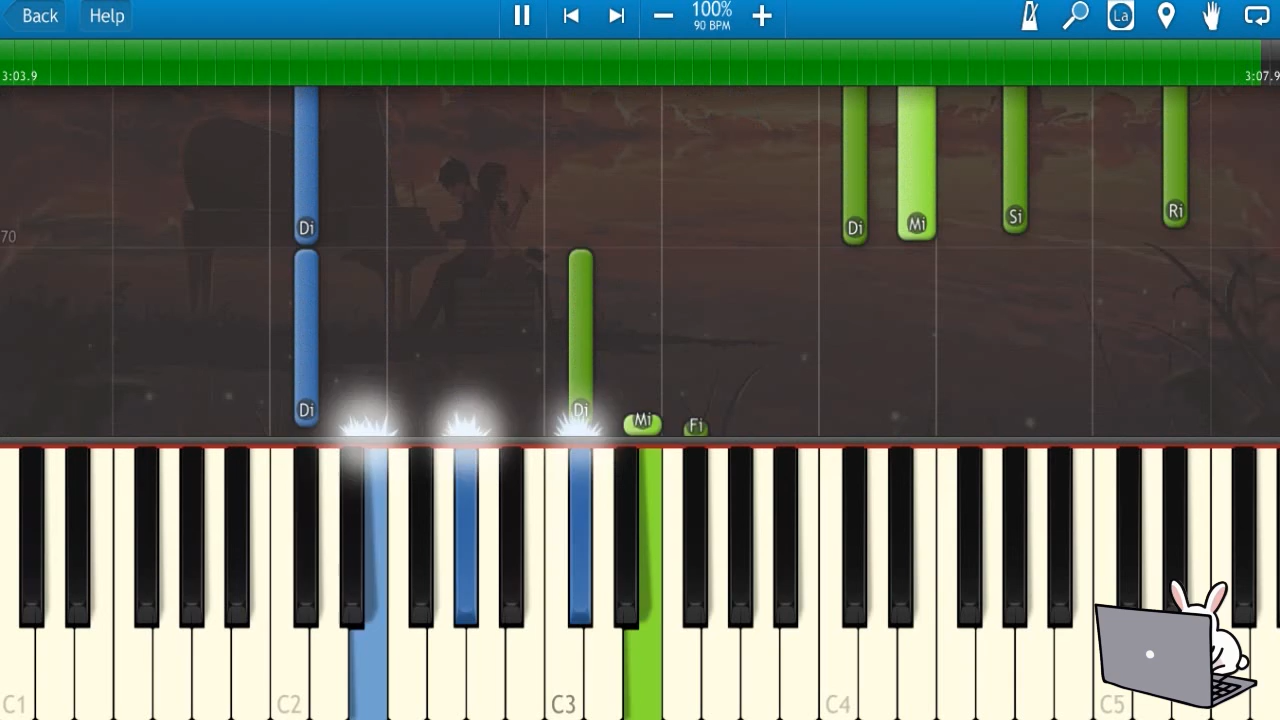 Back Help 100% La
90 BPM
3:03.9 3:07.9
Ri
Si
Mi
Di Di
70
Di Di
Mi
Fi
C1 C2 C3 C4 C5